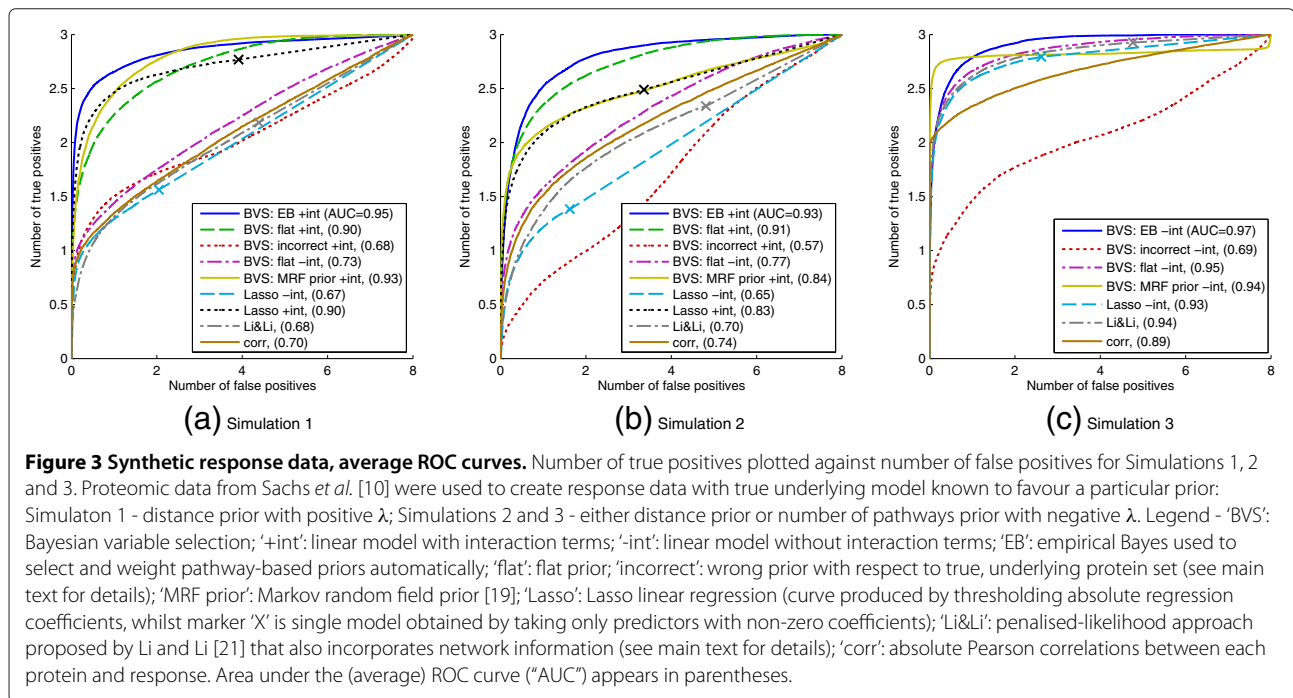 3
2.5
2
1.5
1
0.5
0
Number of true positives
BVS: EB +int (AUC=0.95)
BVS: flat +int, (0.90)
BVS: incorrect +int, (0.68)
BVS: flat −int, (0.73)
BVS: MRF prior +int, (0.93)
Lasso −int, (0.67)
Lasso +int, (0.90)
Li&Li, (0.68)
corr, (0.70)
0 2 4 6 8
Number of false positives
(a) Simulation 1
3
2.5
2
1.5
1
0.5
0
Number of true positives
BVS: EB +int (AUC=0.93)
BVS: flat +int, (0.91)
BVS: incorrect +int, (0.57)
BVS: flat −int, (0.77)
BVS: MRF prior +int, (0.84)
Lasso −int, (0.65)
Lasso +int, (0.83)
Li&Li, (0.70)
corr, (0.74)
0 2 4 6 8
Number of false positives
(b) Simulation 2
3
2.5
2
1.5
1
0.5
0
Number of true positives
BVS: EB −int (AUC=0.97)
BVS: incorrect −int, (0.69)
BVS: flat −int, (0.95)
BVS: MRF prior −int, (0.94)
Lasso −int, (0.93)
Li&Li, (0.94)
corr, (0.89)
0 2 4 6 8
Number of false positives
(c) Simulation 3
Figure 3 Synthetic response data, average ROC curves. Number of true positives plotted against number of false positives for Simulations 1, 2
and 3. Proteomic data from Sachs et al. [10] were used to create response data with true underlying model known to favour a particular prior:
Simulaton 1 - distance prior with positive λ; Simulations 2 and 3 - either distance prior or number of pathways prior with negative λ. Legend - ‘BVS’:
Bayesian variable selection; ‘+int’: linear model with interaction terms; ‘-int’: linear model without interaction terms; ‘EB’: empirical Bayes used to
select and weight pathway-based priors automatically; ‘flat’: flat prior; ‘incorrect’: wrong prior with respect to true, underlying protein set (see main
text for details); ‘MRF prior’: Markov random field prior [19]; ‘Lasso’: Lasso linear regression (curve produced by thresholding absolute regression
coefficients, whilst marker ‘X’ is single model obtained by taking only predictors with non-zero coefficients); ‘Li&Li’: penalised-likelihood approach
proposed by Li and Li [21] that also incorporates network information (see main text for details); ‘corr’: absolute Pearson correlations between each
protein and response. Area under the (average) ROC curve (“AUC”) appears in parentheses.